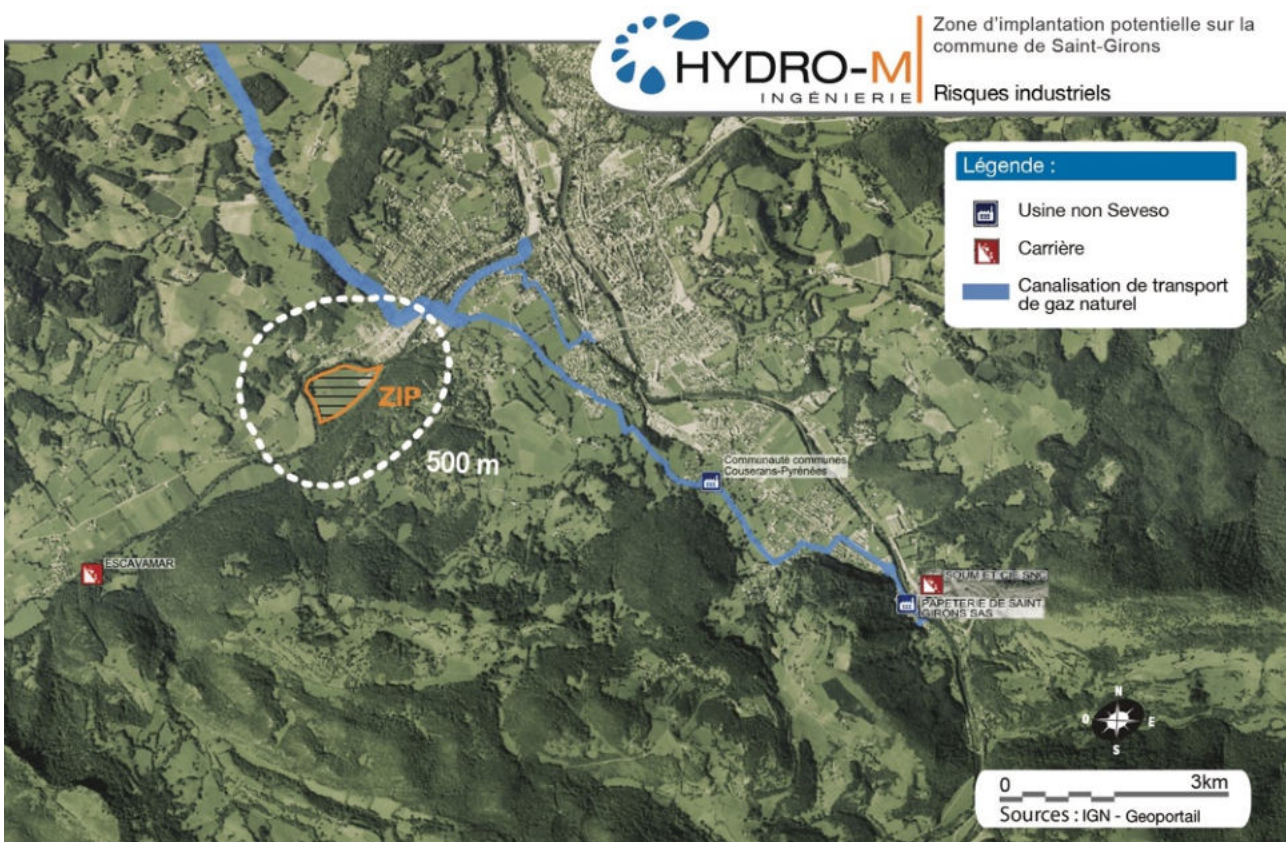 HYDRO-M
INGÉNIERIE
Zone d'implantation potentielle sur la
commune de Saint-Girons
Risques industriels
Légende :
Usine non Seveso
Carrière
Canalisation de transport
de gaz naturel
ZIP
500 m
Communauté communes
Couserans-Pyrénées
ESCAVAMAR
SOUM ET CIE SNC
PAPETERIE DE SAINT
GIRONS SAS
N
O
E
S
0 3km
Sources : IGN - Geoportail